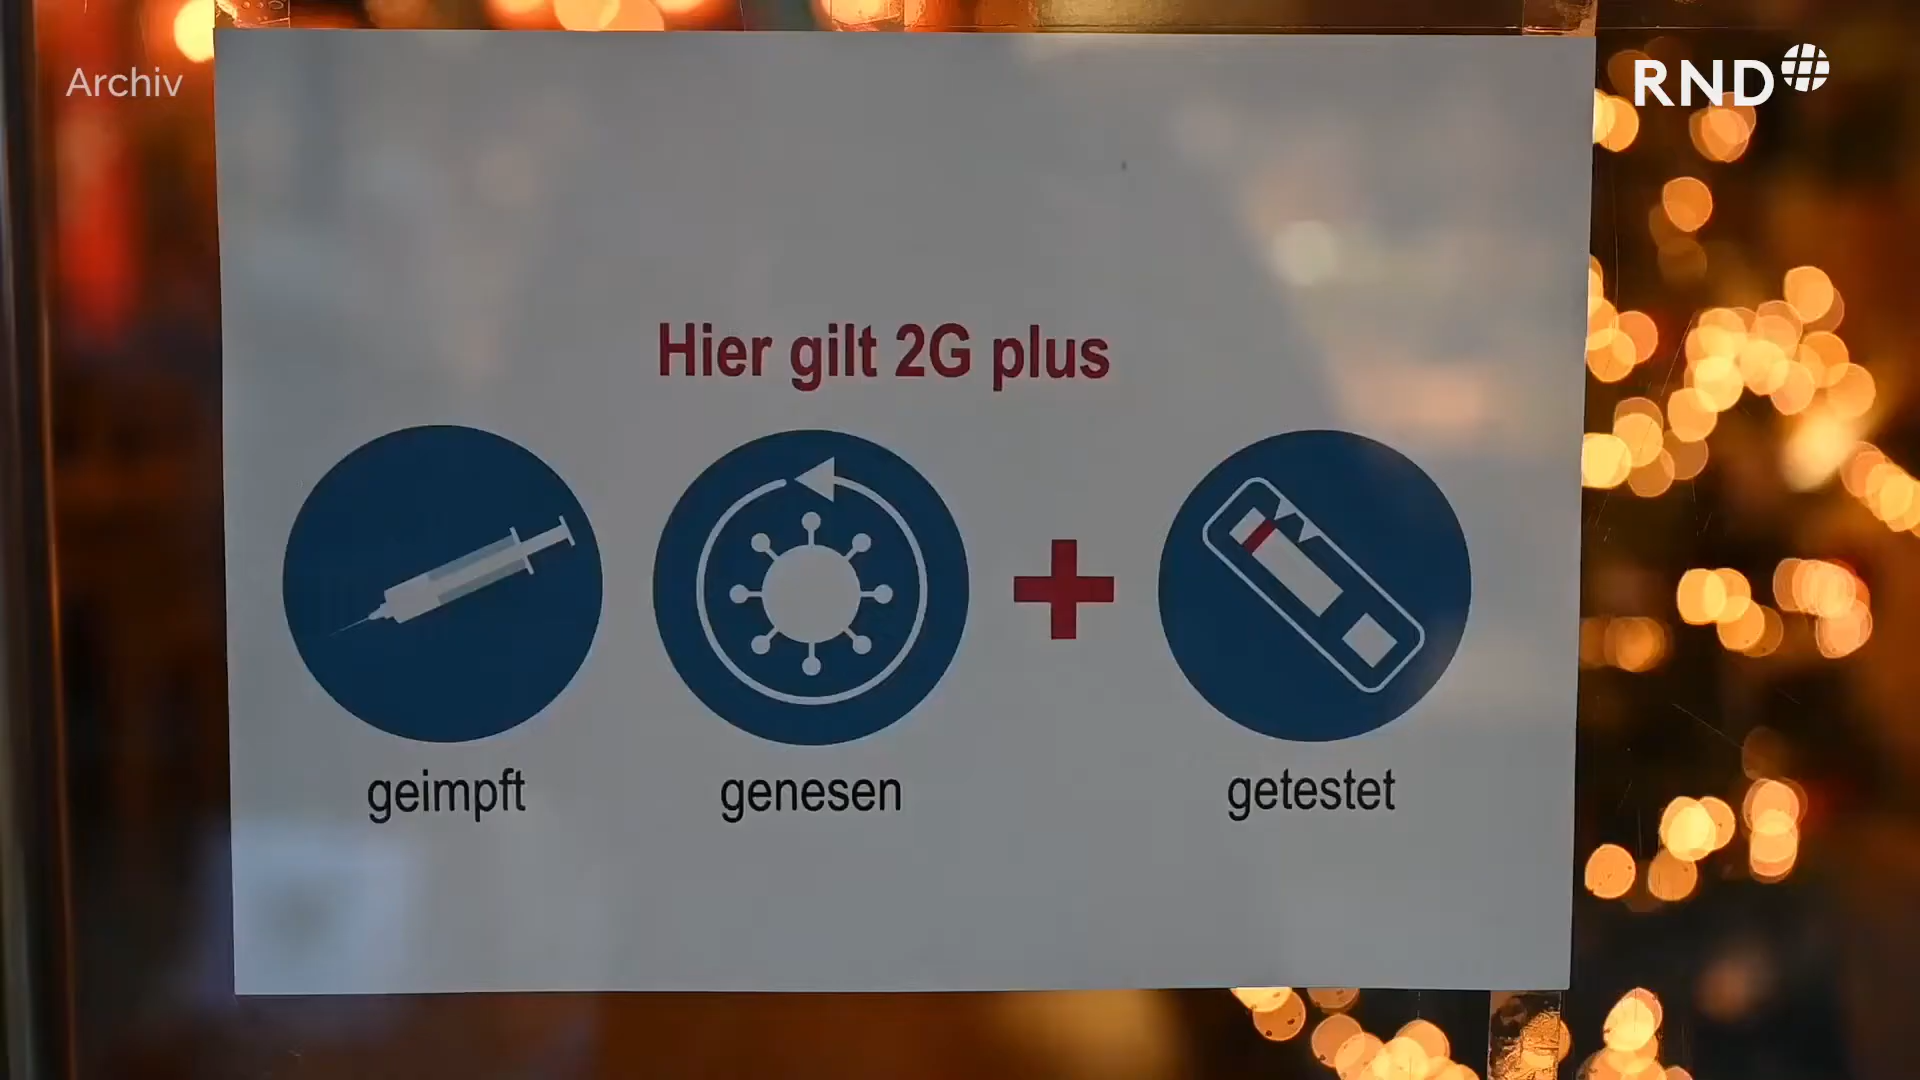 Archiv
RND
Hier gilt 2G plus
geimpft
genesen
getestet